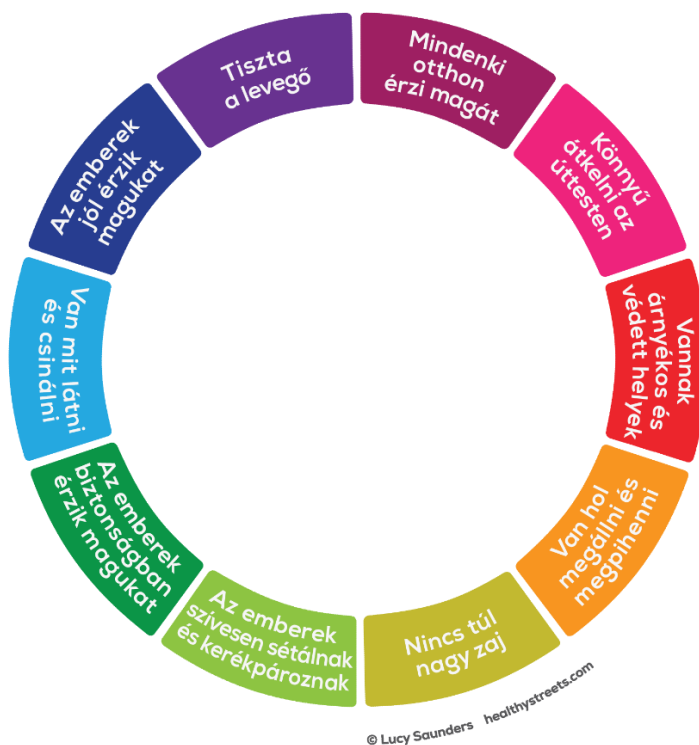 Mindenki
otthon
érzi magát
Könnyű
átkelni az
úttesten
Vannak
árnyékos és
védett helyek
Van hol
megállni és
megpihenni
Nincs túl
nagy zaj
Az emberek
szívesen sétálnak
és kerékpároznak
Az emberek
biztonságban
érzik magukat
Van mit látni
és csinálni
Az emberek
jól érzik
magukat
Tiszta
a levegő
© Lucy Saunders healthystreets.com